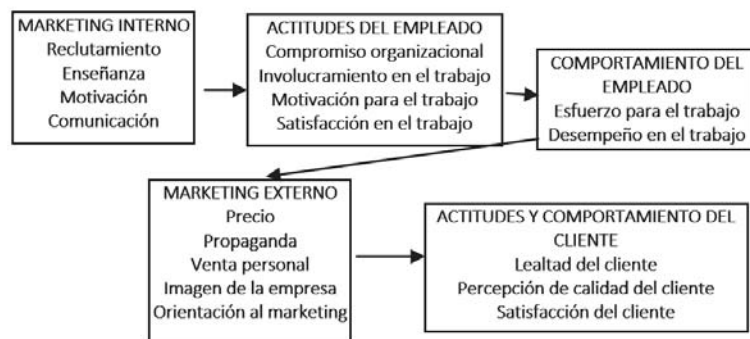 MARKETING INTERNO
Reclutamiento
Enseñanza
Motivación
Comunicación
ACTITUDES DEL EMPLEADO
Compromiso organizacional
Involucramiento en el trabajo
Motivación para el trabajo
Satisfacción en el trabajo
COMPORTAMIENTO DEL
EMPLEADO
Esfuerzo para el trabajo
Desempeño en el trabajo
MARKETING EXTERNO
Precio
Propaganda
Venta personal
Imagen de la empresa
Orientación al marketing
ACTITUDES Y COMPORTAMIENTO DEL
CLIENTE
Lealtad del cliente
Percepción de calidad del cliente
Satisfacción del cliente